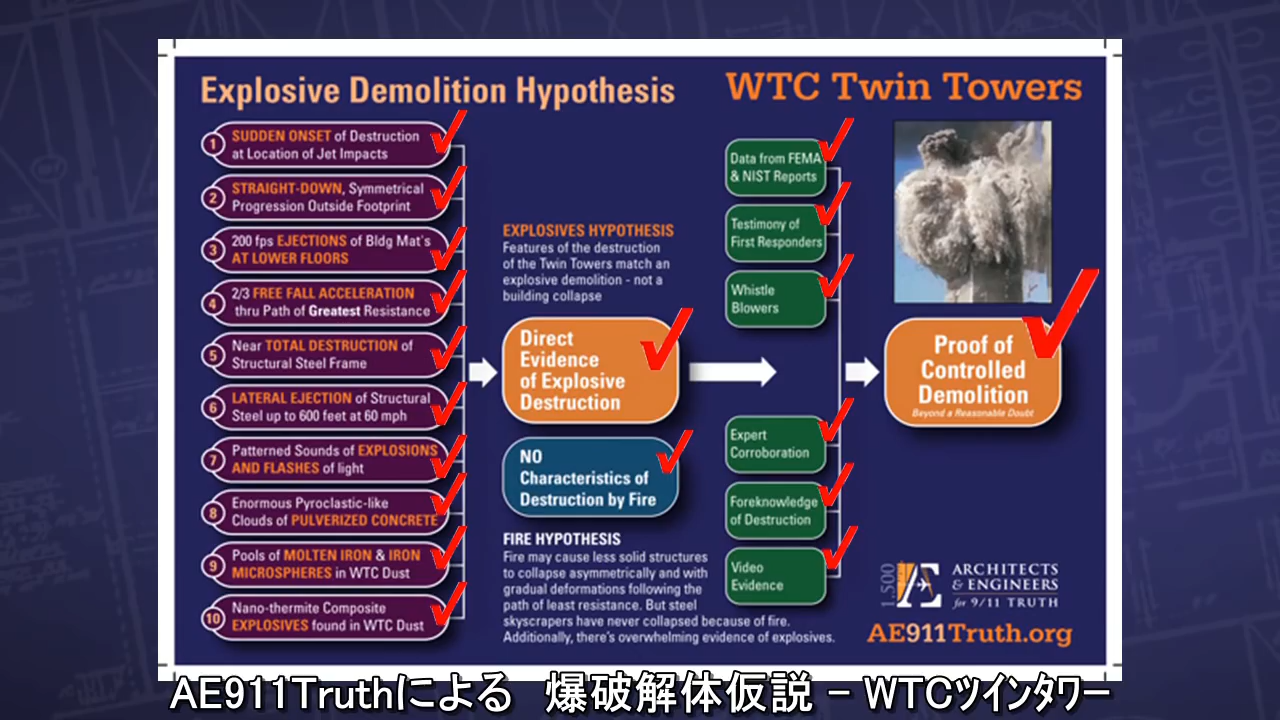 Explosive Demolition Hypothesis
WTC Twin Towers
1 SUDDEN ONSET of Destruction
at Location of Jet Impacts
2 STRAIGHT-DOWN, Symmetrical
Progression Outside Footprint
3 200 fps EJECTIONS of Bldg Mat's
AT LOWER FLOORS
4 2/3 FREE FALL ACCELERATION
thru Path of Greatest Resistance
5 Near TOTAL DESTRUCTION of
Structural Steel Frame
6 LATERAL EJECTION of Structural
Steel up to 600 feet at 60 mph
7 Patterned Sounds of EXPLOSIONS
AND FLASHES of light
8 Enormous Pyroclastic-like
Clouds of PULVERIZED CONCRETE
9 Pools of MOLTEN IRON & IRON
MICROSPHERES in WTC Dust
10 Nano-thermite Composite
EXPLOSIVES found in WTC Dust
EXPLOSIVES HYPOTHESIS
Features of the destruction
of the Twin Towers match an
explosive demolition - not a
building collapse
Direct
Evidence
of Explosive
Destruction
NO
Characteristics of
Destruction by Fire
FIRE HYPOTHESIS
Fire may cause less solid structures
to collapse asymmetrically and with
gradual deformations following the
path of least resistance. But steel
skyscrapers have never collapsed because of fire.
Additionally, there's overwhelming evidence of explosives.
Data from FEMA
& NIST Reports
Testimony of
First Responders
Whistle
Blowers
Expert
Corroboration
Foreknowledge
of Destruction
Video
Evidence
Proof of
Controlled
Demolition
Beyond a Reasonable Doubt
1,500
ARCHITECTS
& ENGINEERS
for 9/11 TRUTH
AE911Truth.org
AE911Truthによる 爆破解体仮説 – WTCツインタワー